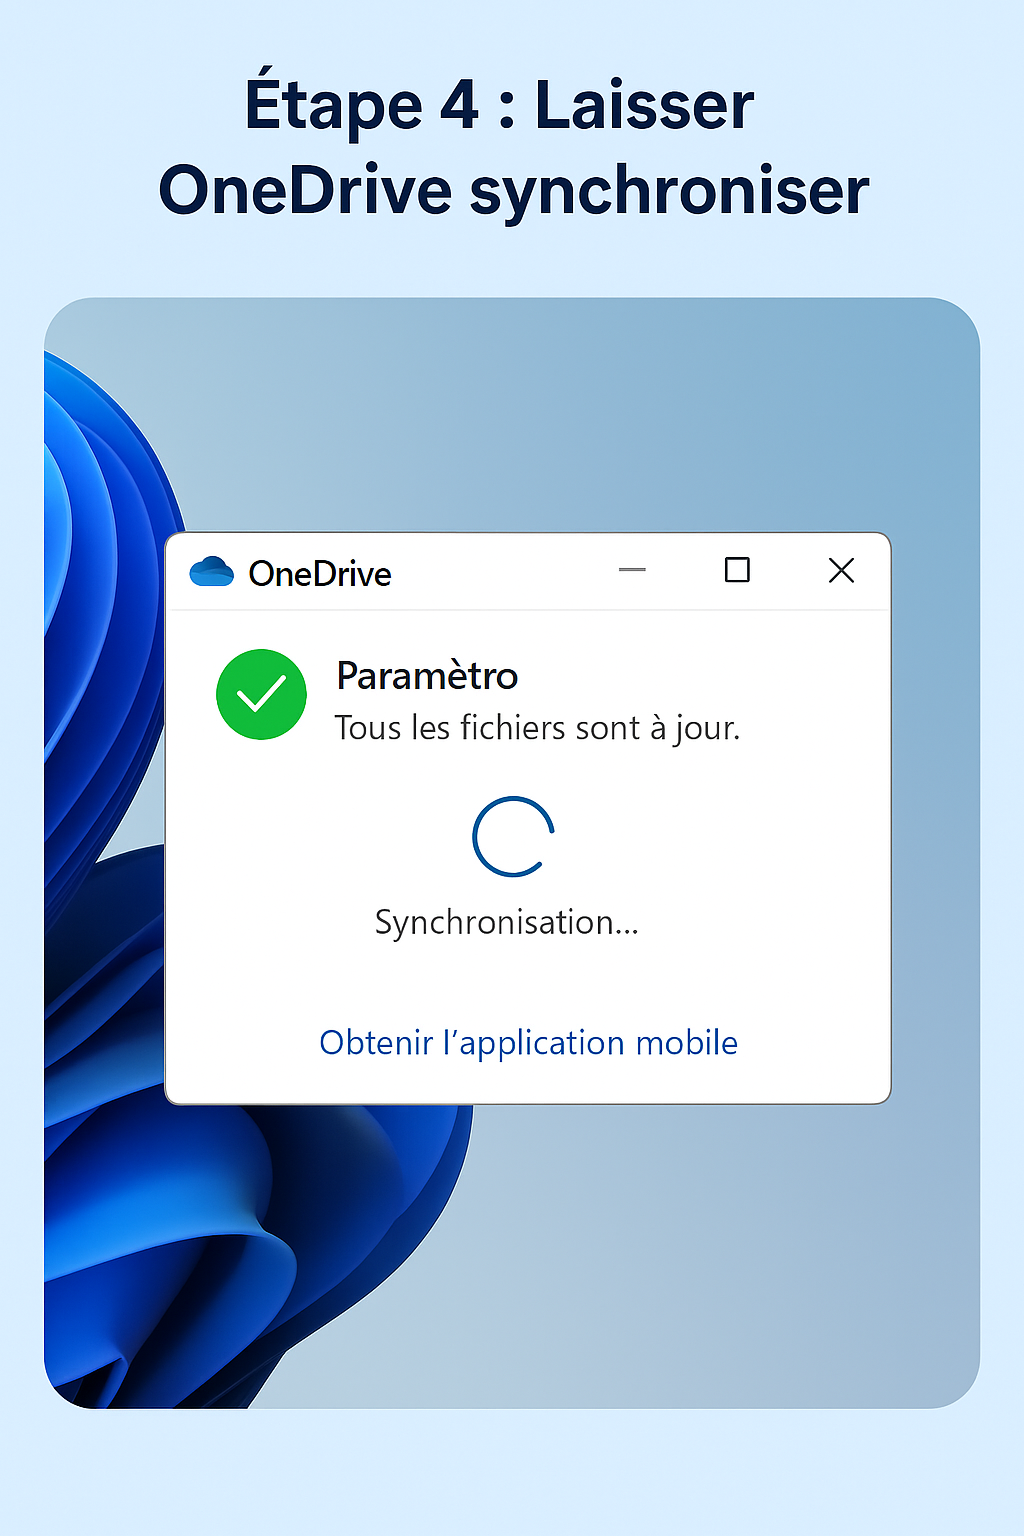 Étape 4 : Laisser
OneDrive synchroniser
OneDrive
Paramètro
Tous les fichiers sont à jour.
Synchronisation...
Obtenir l’application mobile